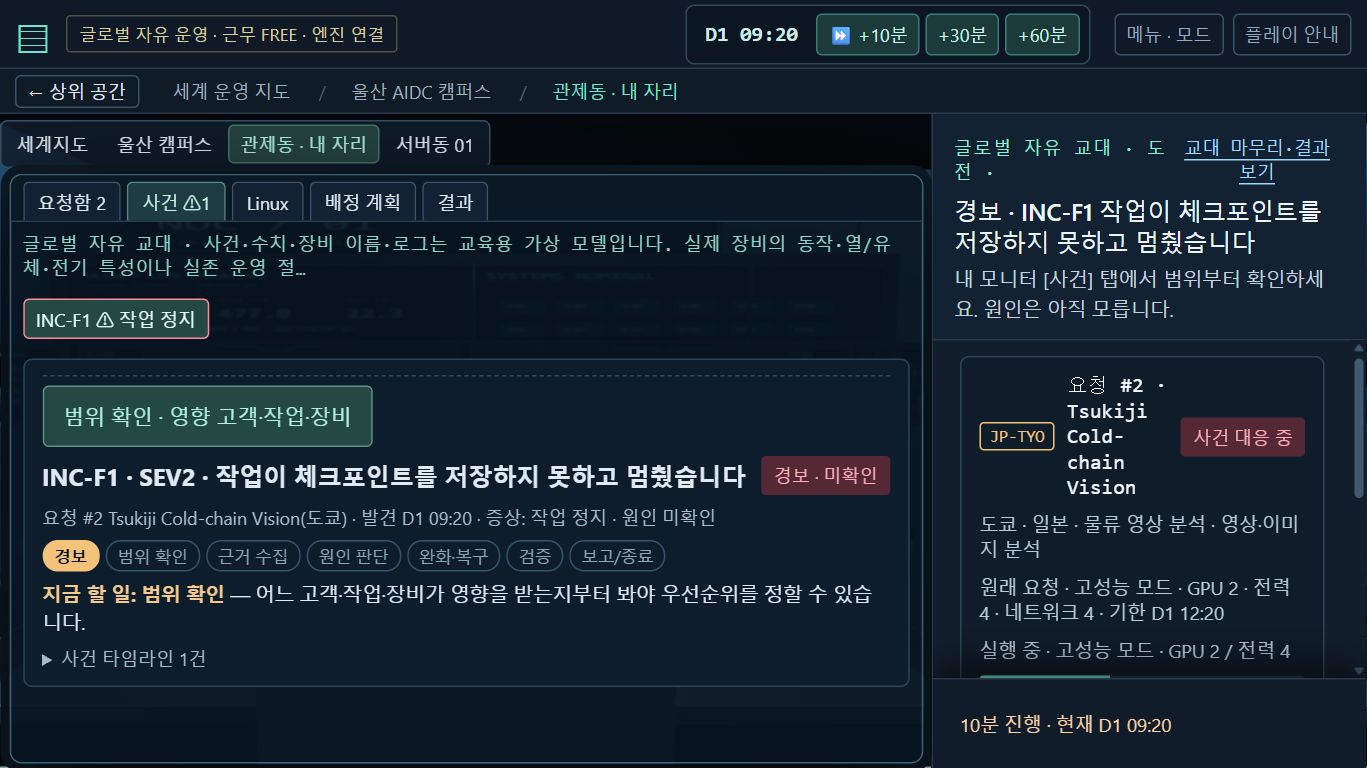 글로벌 자유 운영 · 근무 FREE · 엔진 연결
D1 09:20
⏩ +10분
+30분
+60분
메뉴 · 모드
플레이 안내
← 상위 공간
세계 운영 지도 / 울산 AIDC 캠퍼스 / 관제동 · 내 자리
세계지도
울산 캠퍼스
관제동 · 내 자리
서버동 01
요청함 2
사건 ⚠1
Linux
배정 계획
결과
글로벌 자유 교대 · 사건·수치·장비 이름·로그는 교육용 가상 모델입니다. 실제 장비의 동작·열/유
체·전기 특성이나 실존 운영 절…
INC-F1 ⚠ 작업 정지
범위 확인 · 영향 고객·작업·장비
INC-F1 · SEV2 · 작업이 체크포인트를 저장하지 못하고 멈췄습니다
경보 · 미확인
요청 #2 Tsukiji Cold-chain Vision(도쿄) · 발견 D1 09:20 · 증상: 작업 정지 · 원인 미확인
경보
범위 확인
근거 수집
원인 판단
완화·복구
검증
보고/종료
지금 할 일: 범위 확인 — 어느 고객·작업·장비가 영향을 받는지부터 봐야 우선순위를 정할 수 있습
니다.
▶ 사건 타임라인 1건
글로벌 자유 교대 · 도
전 ·
교대 마무리·결과
보기
경보 · INC-F1 작업이 체크포인트를
저장하지 못하고 멈췄습니다
내 모니터 [사건] 탭에서 범위부터 확인하세
요. 원인은 아직 모릅니다.
JP-TYO
요청 #2 ·
Tsukiji
Cold-
chain
Vision
사건 대응 중
도쿄 · 일본 · 물류 영상 분석 · 영상·이미
지 분석
원래 요청 · 고성능 모드 · GPU 2 · 전력
4 · 네트워크 4 · 기한 D1 12:20
실행 중 · 고성능 모드 · GPU 2 / 전력 4
10분 진행 · 현재 D1 09:20